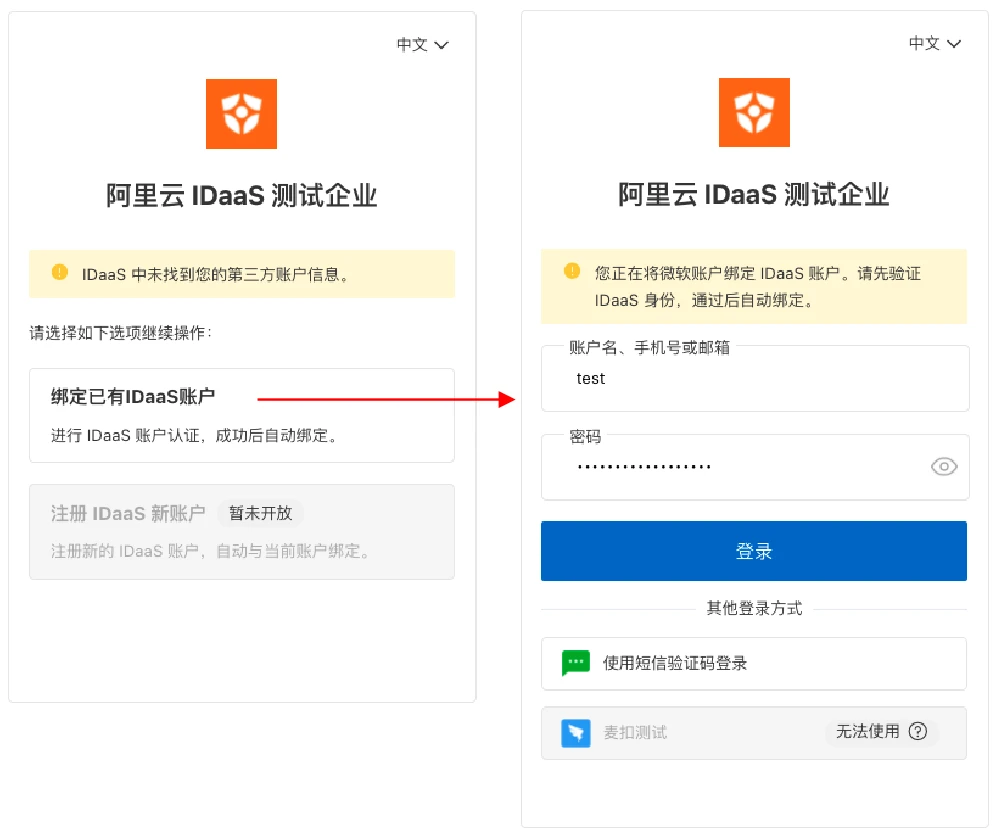 中文
阿里云 IDaaS 测试企业
IDaaS 中未找到您的第三方账户信息。
请选择如下选项继续操作：
绑定已有IDaaS账户
进行 IDaaS 账户认证，成功后自动绑定。
注册 IDaaS 新账户 暂未开放
注册新的 IDaaS 账户，自动与当前账户绑定。
中文
阿里云 IDaaS 测试企业
您正在将微软账户绑定 IDaaS 账户。请先验证
IDaaS 身份，通过后自动绑定。
账户名、手机号或邮箱
test
密码
••••••••••••••••••
登录
其他登录方式
使用短信验证码登录
麦扣测试 无法使用